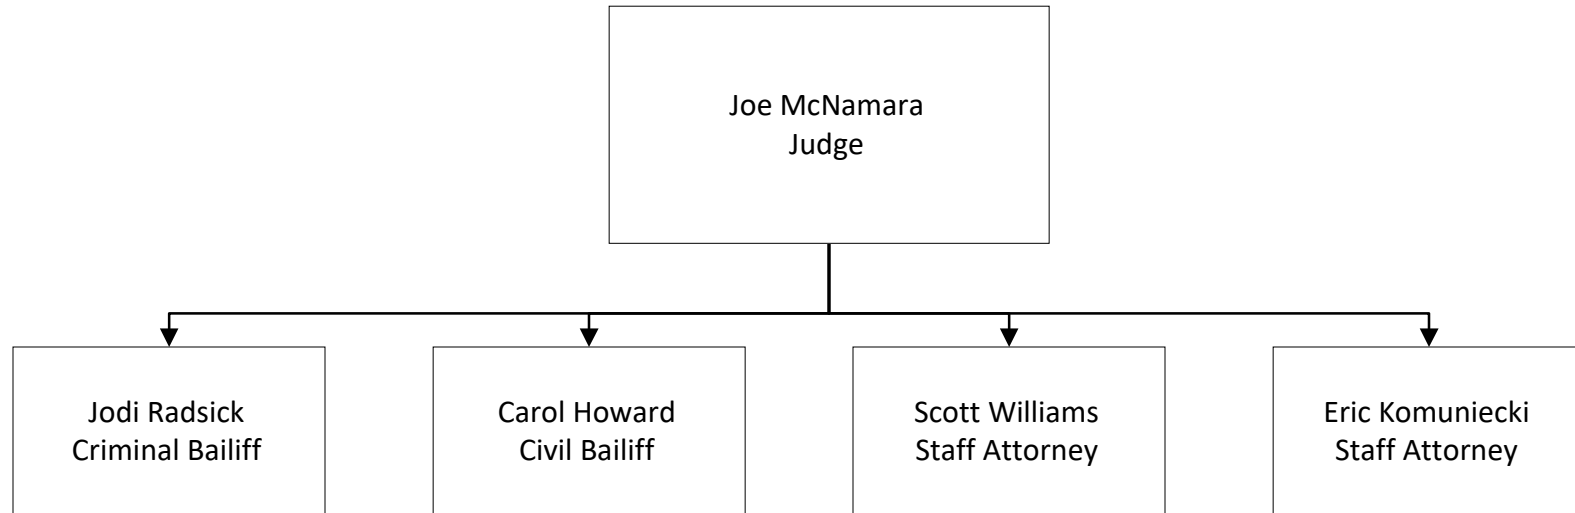 Joe McNamara
Judge
Jodi Radsick
Criminal Bailiff
Carol Howard
Civil Bailiff
Scott Williams
Staff Attorney
Eric Komuniecki
Staff Attorney